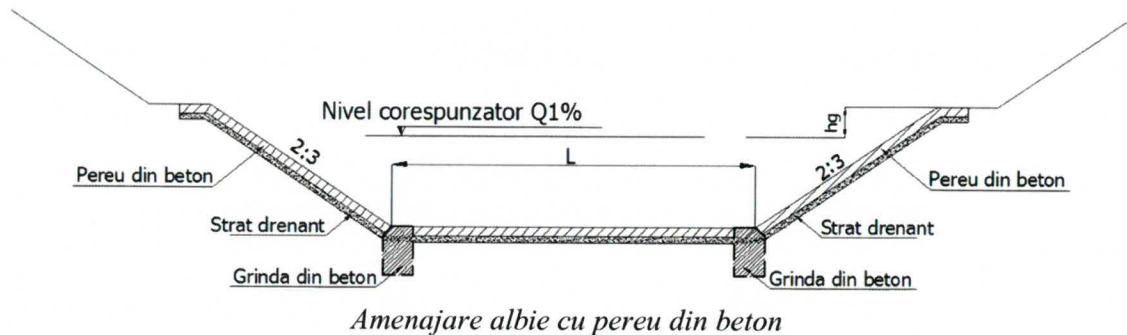 Nivel corespunzator Q1%
hg
2:3
L
2:3
Pereu din beton
Pereu din beton
Strat drenant
Strat drenant
Grinda din beton
Grinda din beton
Amenajare albie cu pereu din beton